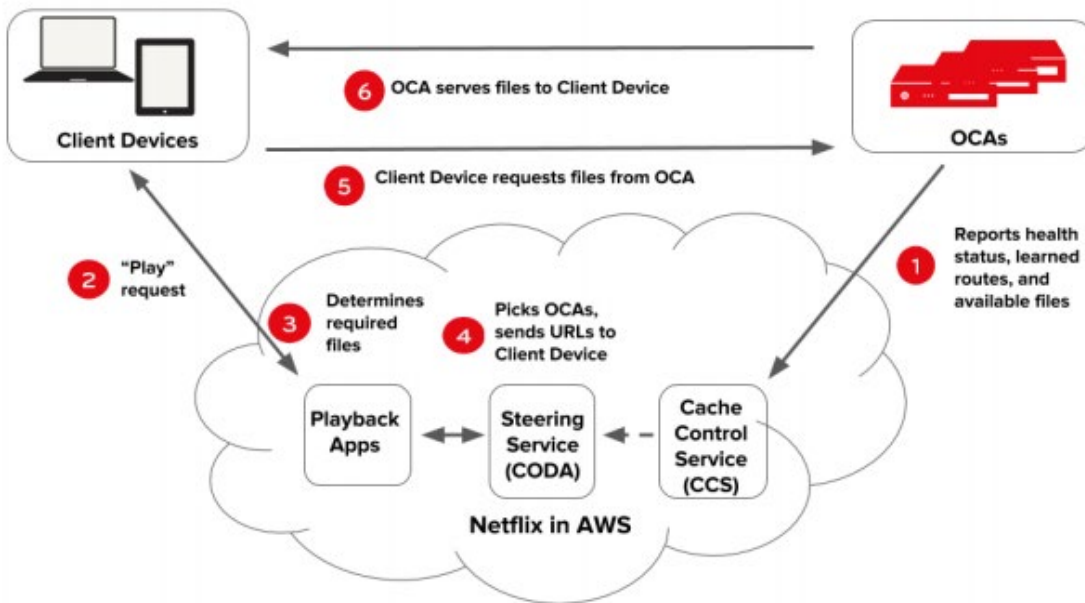 Client Devices
6
OCA serves files to Client Device
OCAs
5
Client Device requests files from OCA
1
Reports health
status, learned
routes, and
available files
2
“Play”
request
3
Determines
required
files
4
Picks OCAs,
sends URLs to
Client Device
Playback
Apps
Steering
Service
(CODA)
Cache
Control
Service
(CCS)
Netflix in AWS